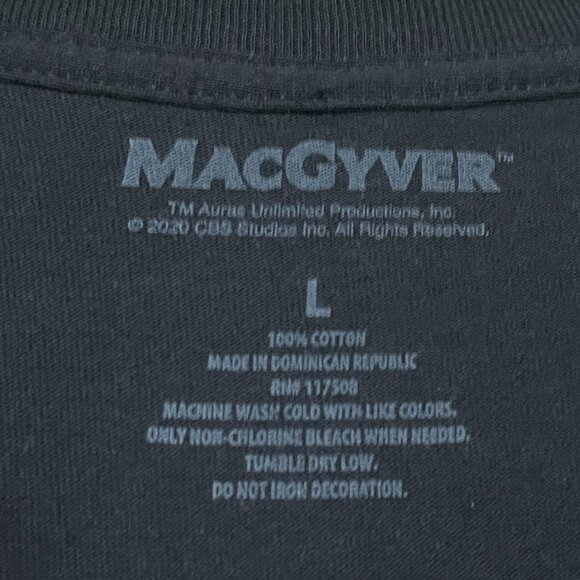 MACGYVER™
TM Auras Unlimited Productions, Inc.
© 2020 CBS Studios Inc. All Rights Reserved.
L
100% COTTON
MADE IN DOMINICAN REPUBLIC
RN# 117508
MACHINE WASH COLD WITH LIKE COLORS.
ONLY NON-CHLORINE BLEACH WHEN NEEDED.
TUMBLE DRY LOW.
DO NOT IRON DECORATION.